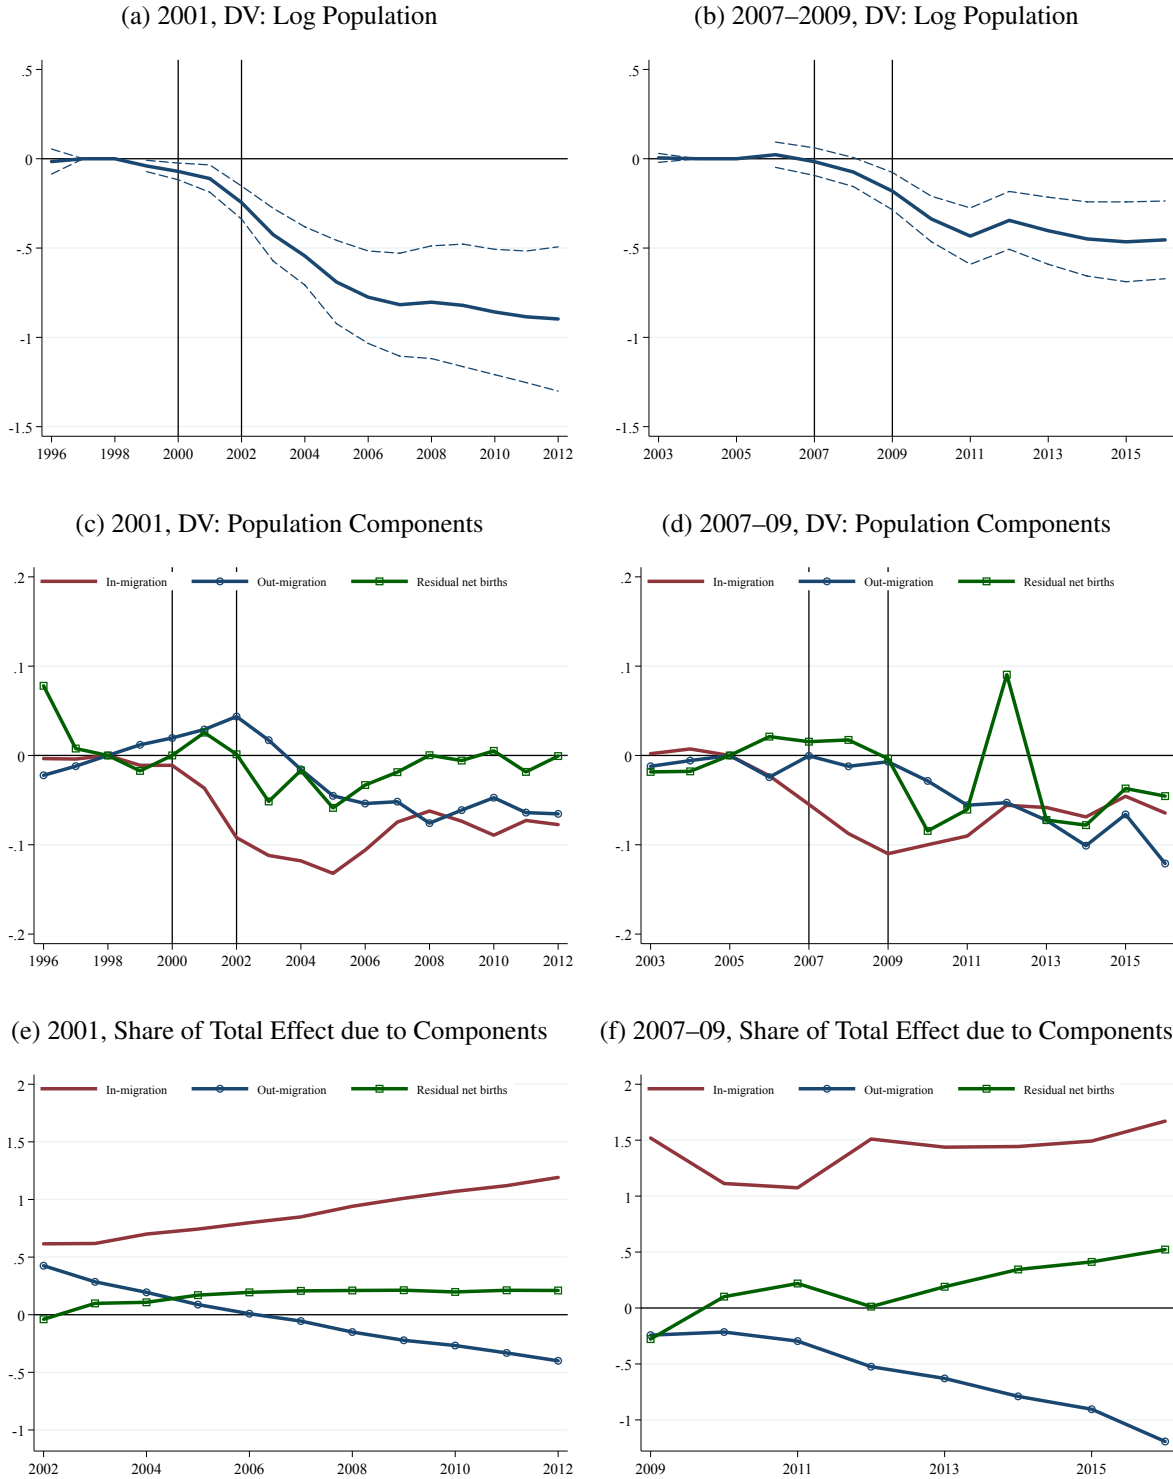 (a) 2001, DV: Log Population
.5
0
-.5
-1
-1.5
1996 1998 2000 2002 2004 2006 2008 2010 2012
(b) 2007–2009, DV: Log Population
.5
0
-.5
-1
-1.5
2003 2005 2007 2009 2011 2013 2015
(c) 2001, DV: Population Components
In-migration Out-migration Residual net births
.2
.1
0
-.1
-.2
1996 1998 2000 2002 2004 2006 2008 2010 2012
(d) 2007–09, DV: Population Components
In-migration Out-migration Residual net births
.2
.1
0
-.1
-.2
2003 2005 2007 2009 2011 2013 2015
(e) 2001, Share of Total Effect due to Components
In-migration Out-migration Residual net births
2
1.5
1
.5
0
-.5
-1
2002 2004 2006 2008 2010 2012
(f) 2007–09, Share of Total Effect due to Components
In-migration Out-migration Residual net births
2
1.5
1
.5
0
-.5
-1
2009 2011 2013 2015